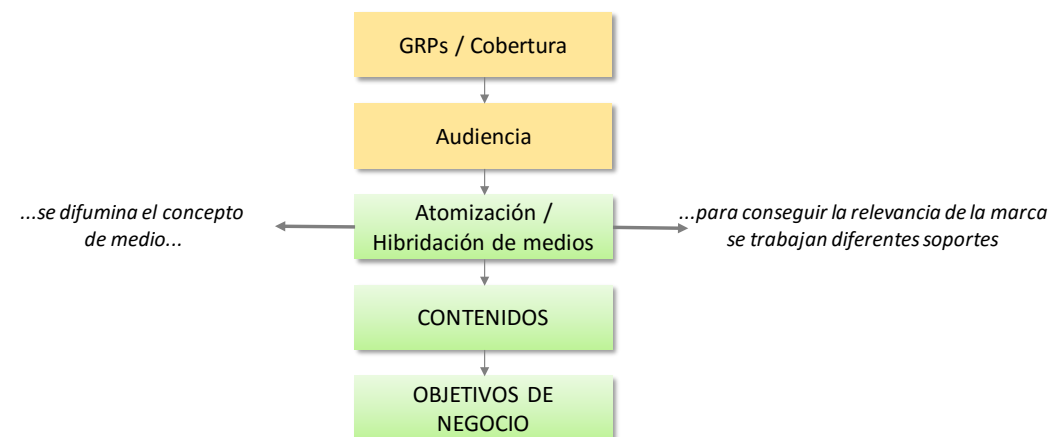 GRPs / Cobertura
Audiencia
...se difumina el concepto
de medio...
Atomización /
Hibridación de medios
...para conseguir la relevancia de la marca
se trabajan diferentes soportes
CONTENIDOS
OBJETIVOS DE
NEGOCIO